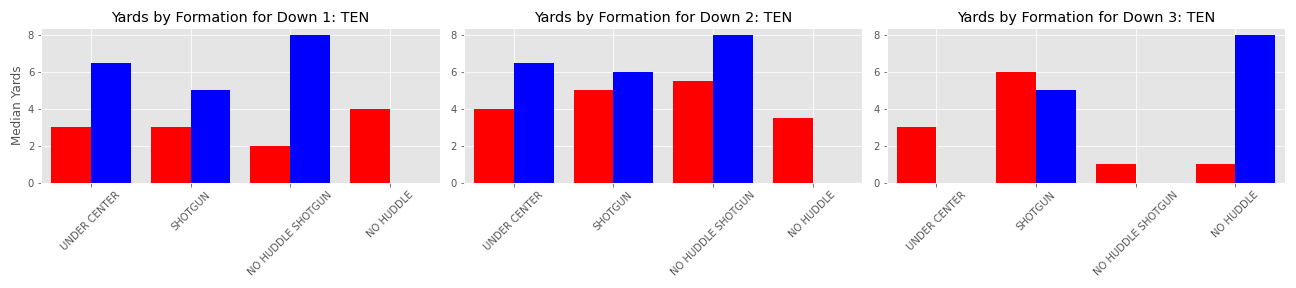 Yards by Formation for Down 1: TEN
Median Yards
8
6
4
2
0
UNDER CENTER
SHOTGUN
NO HUDDLE SHOTGUN
NO HUDDLE
Yards by Formation for Down 2: TEN
8
6
4
2
0
UNDER CENTER
SHOTGUN
NO HUDDLE SHOTGUN
NO HUDDLE
Yards by Formation for Down 3: TEN
8
6
4
2
0
UNDER CENTER
SHOTGUN
NO HUDDLE SHOTGUN
NO HUDDLE